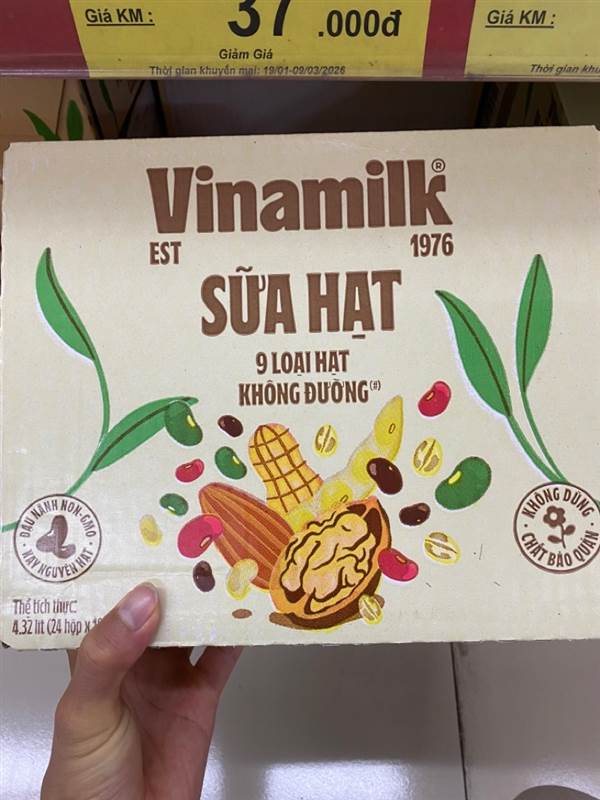 Giá KM :
37 .000đ
Giảm Giá
Thời gian khuyến mại: 19/01-09/03/2026
Giá KM :
Thời gian
Vinamilk®
EST 1976
SỮA HẠT
9 LOẠI HẠT
KHÔNG ĐƯỜNG(#)
ĐẬU NÀNH NON-GMO
XAY NGUYÊN HẠT
KHÔNG DÙNG
CHẤT BẢO QUẢN
Thể tích thực:
4.32 lít (24 hộp x